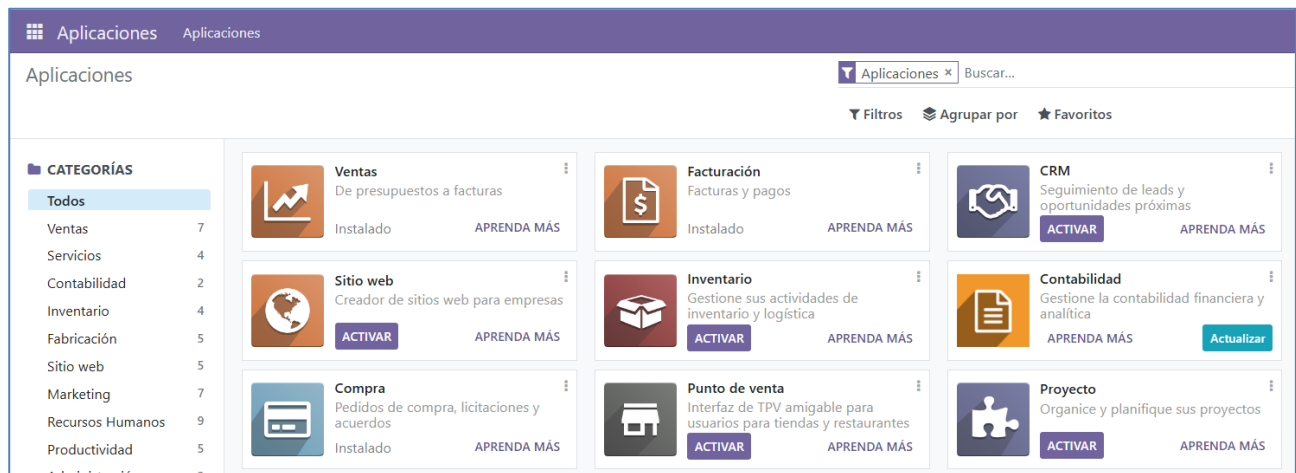 Aplicaciones Aplicaciones
Aplicaciones
Aplicaciones × Buscar...
Filtros Agrupar por Favoritos
CATEGORÍAS
Todos
Ventas 7
Servicios 4
Contabilidad 2
Inventario 4
Fabricación 5
Sitio web 5
Marketing 7
Recursos Humanos 9
Productividad 5
Ventas
De presupuestos a facturas
Instalado APRENDA MÁS
Facturación
Facturas y pagos
Instalado APRENDA MÁS
CRM
Seguimiento de leads y
oportunidades próximas
ACTIVAR APRENDA MÁS
Sitio web
Creador de sitios web para empresas
ACTIVAR APRENDA MÁS
Inventario
Gestione sus actividades de
inventario y logística
ACTIVAR APRENDA MÁS
Contabilidad
Gestione la contabilidad financiera y
analítica
APRENDA MÁS Actualizar
Compra
Pedidos de compra, licitaciones y
acuerdos
Instalado APRENDA MÁS
Punto de venta
Interfaz de TPV amigable para
usuarios para tiendas y restaurantes
ACTIVAR APRENDA MÁS
Proyecto
Organice y planifique sus proyectos
ACTIVAR APRENDA MÁS